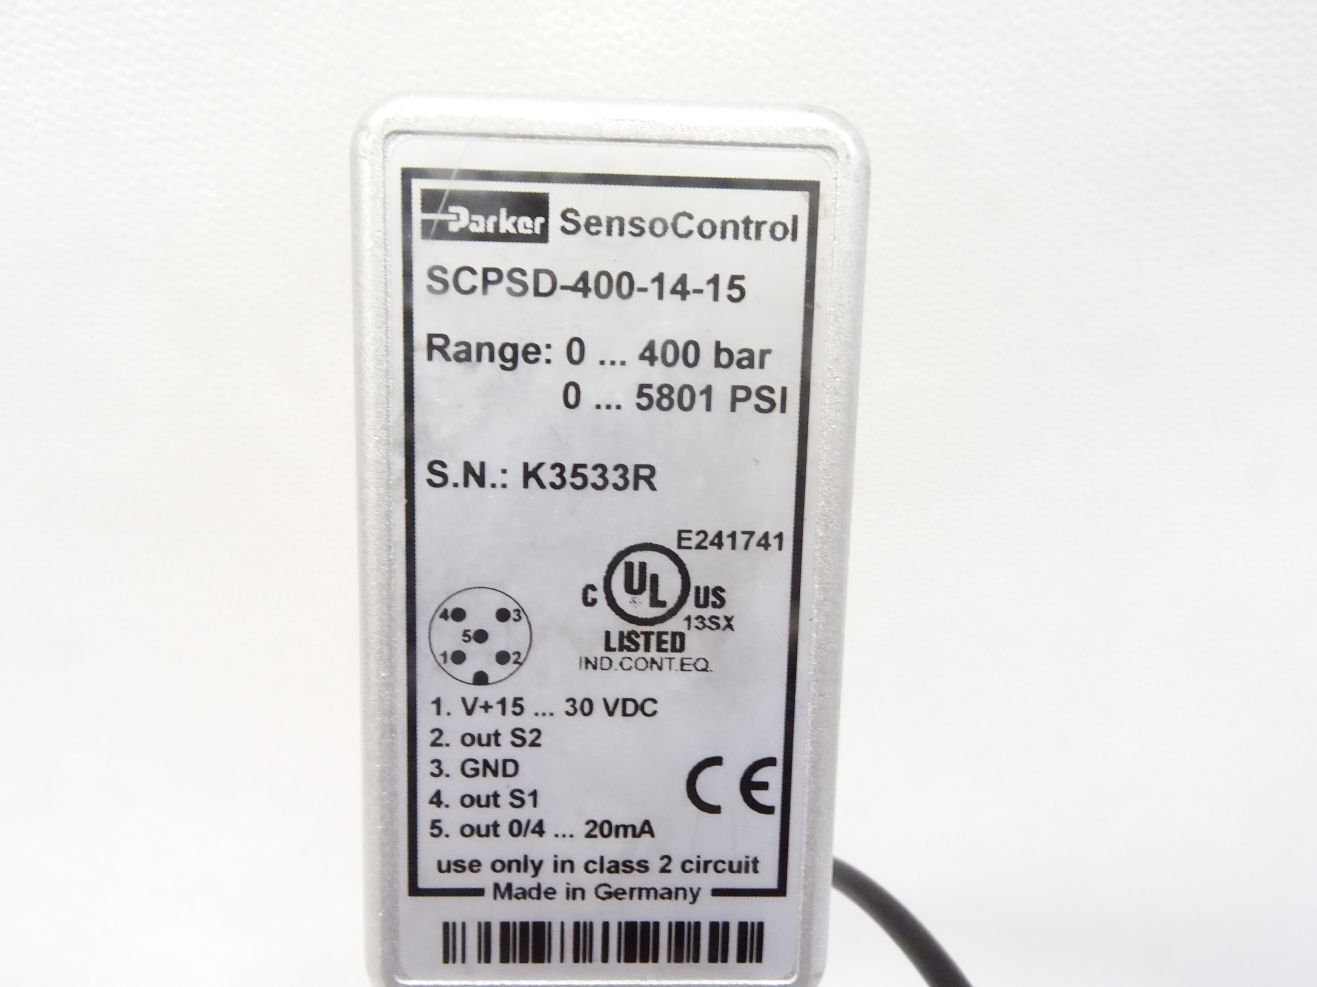 Parker SensoControl
SCPSD-400-14-15
Range: 0 ... 400 bar
0 ... 5801 PSI
S.N.: K3533R
E241741
C UL US
13SX
LISTED
IND.CONT.EQ.
4 3
5
1 2
1. V+15 ... 30 VDC
2. out S2
3. GND
4. out S1
5. out 0/4 ... 20mA
CE
use only in class 2 circuit
Made in Germany